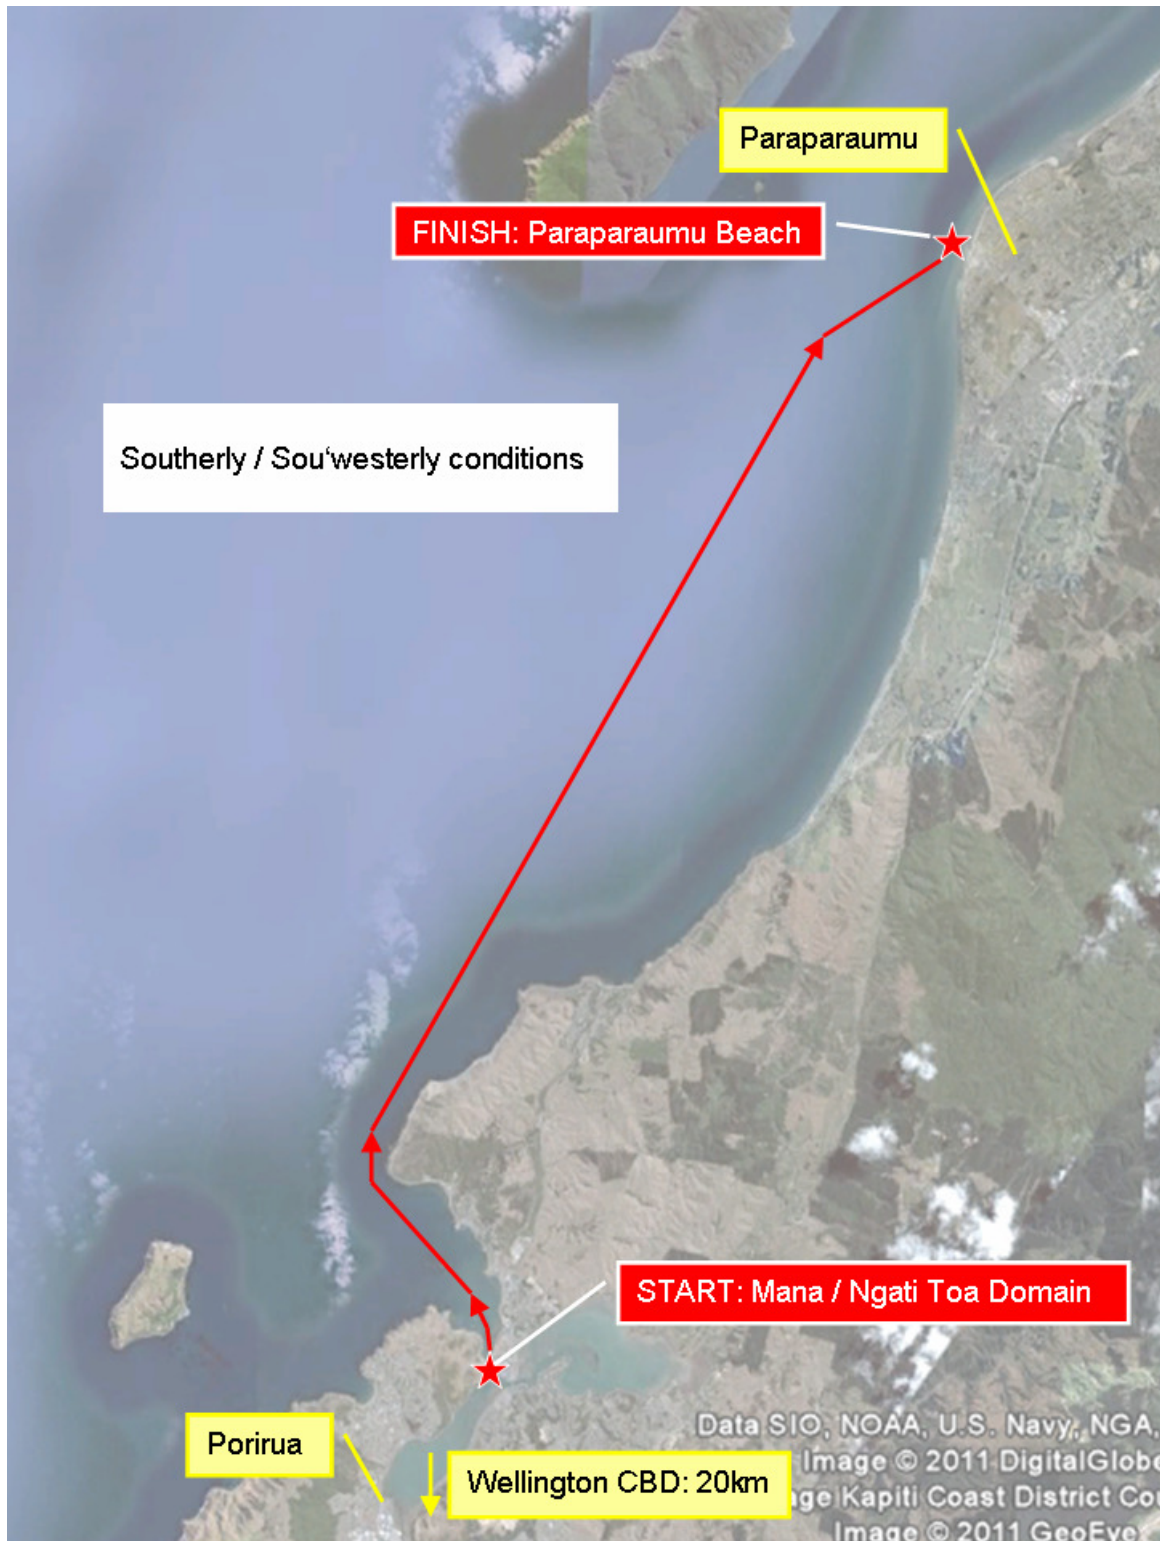 Paraparaumu
FINISH: Paraparaumu Beach
Southerly / Sou‘westerly conditions
START: Mana / Ngati Toa Domain
Porirua
Wellington CBD: 20km
Data SIO, NOAA, U.S. Navy, NGA,
Image © 2011 DigitalGlobe
Kapiti Coast District
Image © 2011 GeoEye